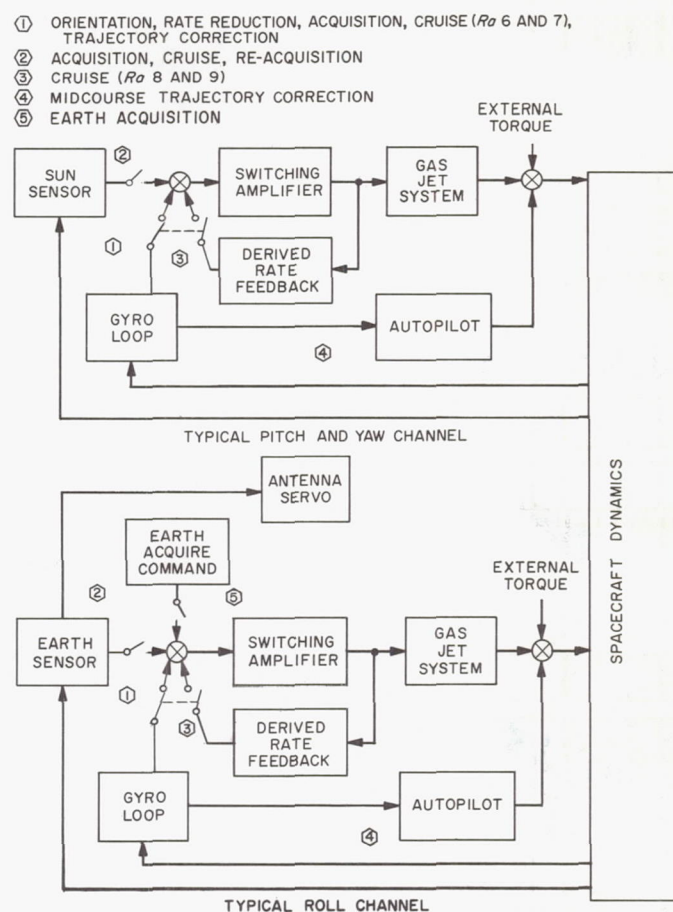 ① ORIENTATION, RATE REDUCTION, ACQUISITION, CRUISE (Ra 6 AND 7),
TRAJECTORY CORRECTION
② ACQUISITION, CRUISE, RE-ACQUISITION
③ CRUISE (Ra 8 AND 9)
④ MIDCOURSE TRAJECTORY CORRECTION
⑤ EARTH ACQUISITION
EXTERNAL
TORQUE
SUN
SENSOR
②
SWITCHING
AMPLIFIER
GAS
JET
SYSTEM
①
③
DERIVED
RATE
FEEDBACK
GYRO
LOOP
④
AUTOPILOT
TYPICAL PITCH AND YAW CHANNEL
SPACECRAFT DYNAMICS
ANTENNA
SERVO
EARTH
ACQUIRE
COMMAND
EXTERNAL
TORQUE
②
⑤
EARTH
SENSOR
SWITCHING
AMPLIFIER
GAS
JET
SYSTEM
①
③
DERIVED
RATE
FEEDBACK
GYRO
LOOP
④
AUTOPILOT
TYPICAL ROLL CHANNEL